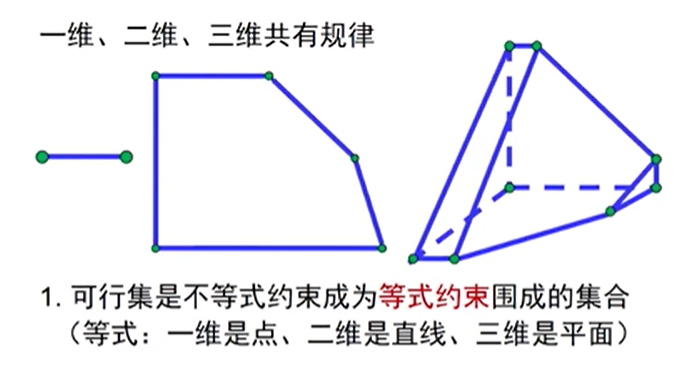 一维、二维、三维共有规律
1. 可行集是不等式约束成为等式约束围成的集合
（等式：一维是点、二维是直线、三维是平面）